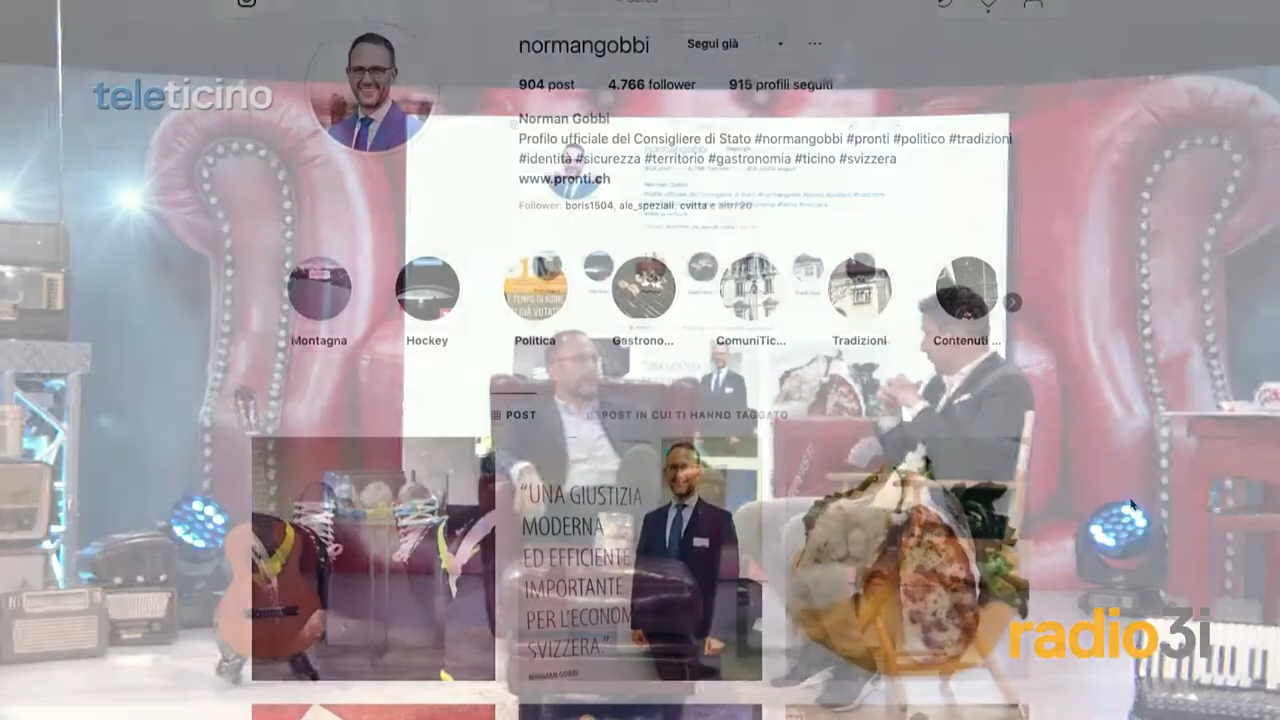 Cerca
normangobbi
Segui già
904 post
4.766 follower
915 profili seguiti
teleticino
Norman Gobbi
Profilo ufficiale del Consigliere di Stato #normangobbi #pronti #politico #tradizioni
#identità #sicurezza #territorio #gastronomia #ticino #svizzera
www.pronti.ch
Follower: boris1504, ale_speziali, cvitta e altri 20
Montagna
Hockey
Politica
Gastrono...
ComuniTic...
Tradizioni
Contenuti ...
POST
POST IN CUI TI HANNO TAGGATO
“UNA GIUSTIZIA
MODERNA
ED EFFICIENTE
IMPORTANTE
PER L'ECONOM
SVIZZERA.”
NORMAN GOBBI
radio3i